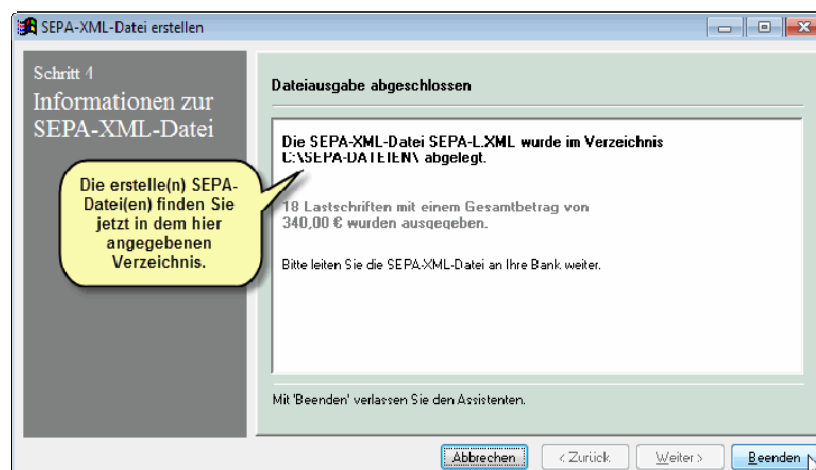 SEPA-XML-Datei erstellen
Schritt 4
Informationen zur
SEPA-XML-Datei
Die erstelle(n) SEPA-
Datei(en) finden Sie
jetzt in dem hier
angegebenen
Verzeichnis.
Dateiausgabe abgeschlossen
Die SEPA-XML-Datei SEPA-L.XML wurde im Verzeichnis
C:\SEPA-DATEIEN\ abgelegt.
18 Lastschriften mit einem Gesamtbetrag von
340,00 € wurden ausgegeben.
Bitte leiten Sie die SEPA-XML-Datei an Ihre Bank weiter.
Mit 'Beenden' verlassen Sie den Assistenten.
Abbrechen
< Zurück
Weiter >
Beenden